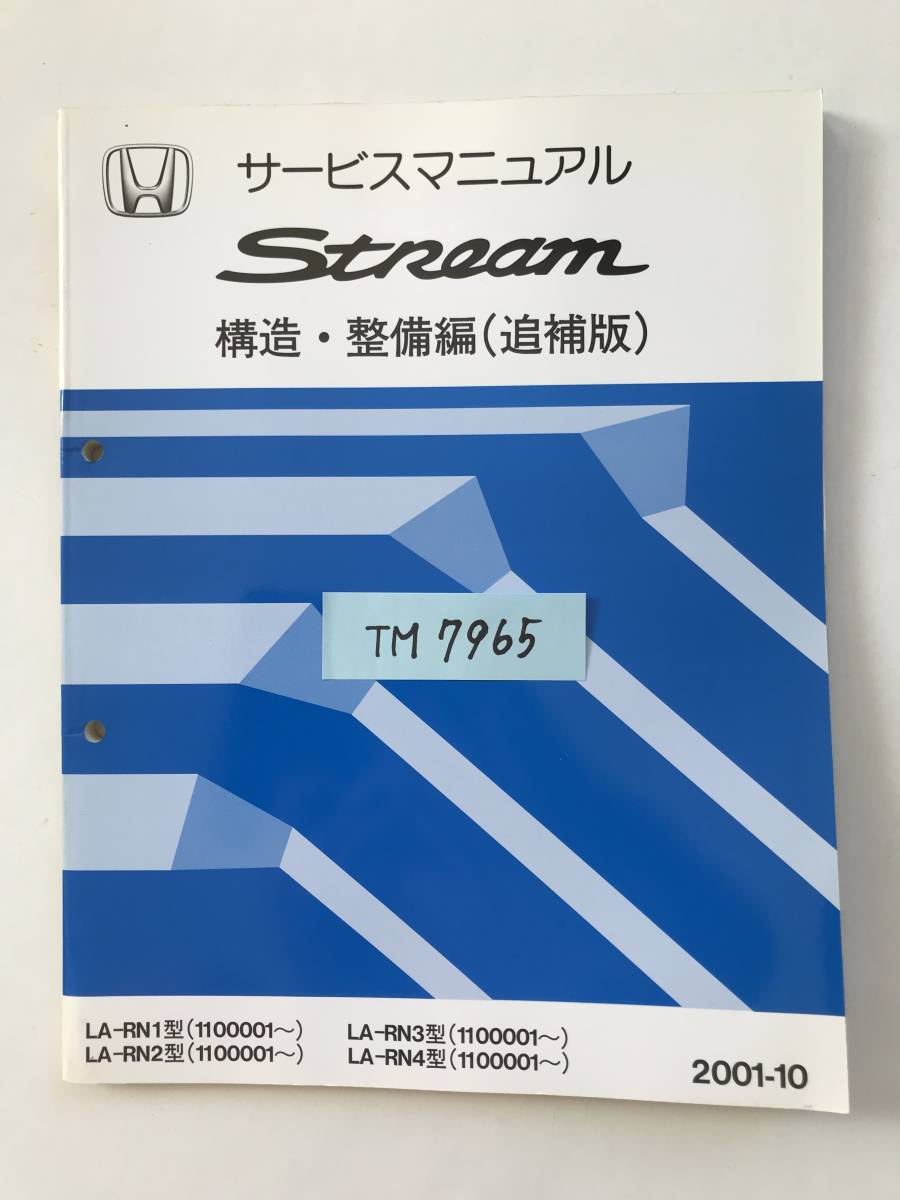 サービスマニュアル
Stream
構造・整備編(追補版)
TM 7965
LA-RN1型(1100001～) LA-RN3型(1100001～)
LA-RN2型(1100001～) LA-RN4型(1100001～)
2001-10